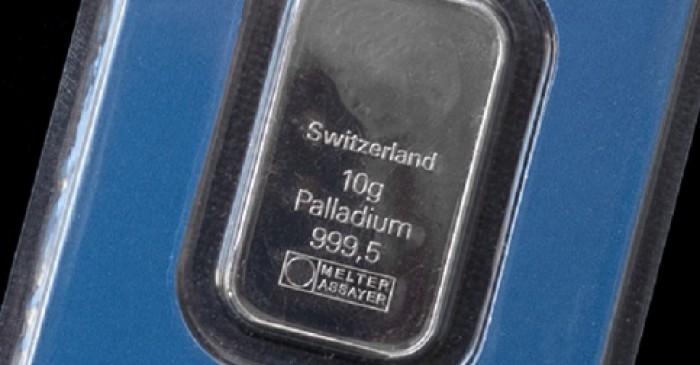 Switzerland
10g
Palladium
999,5
MELTER
ASSAYER